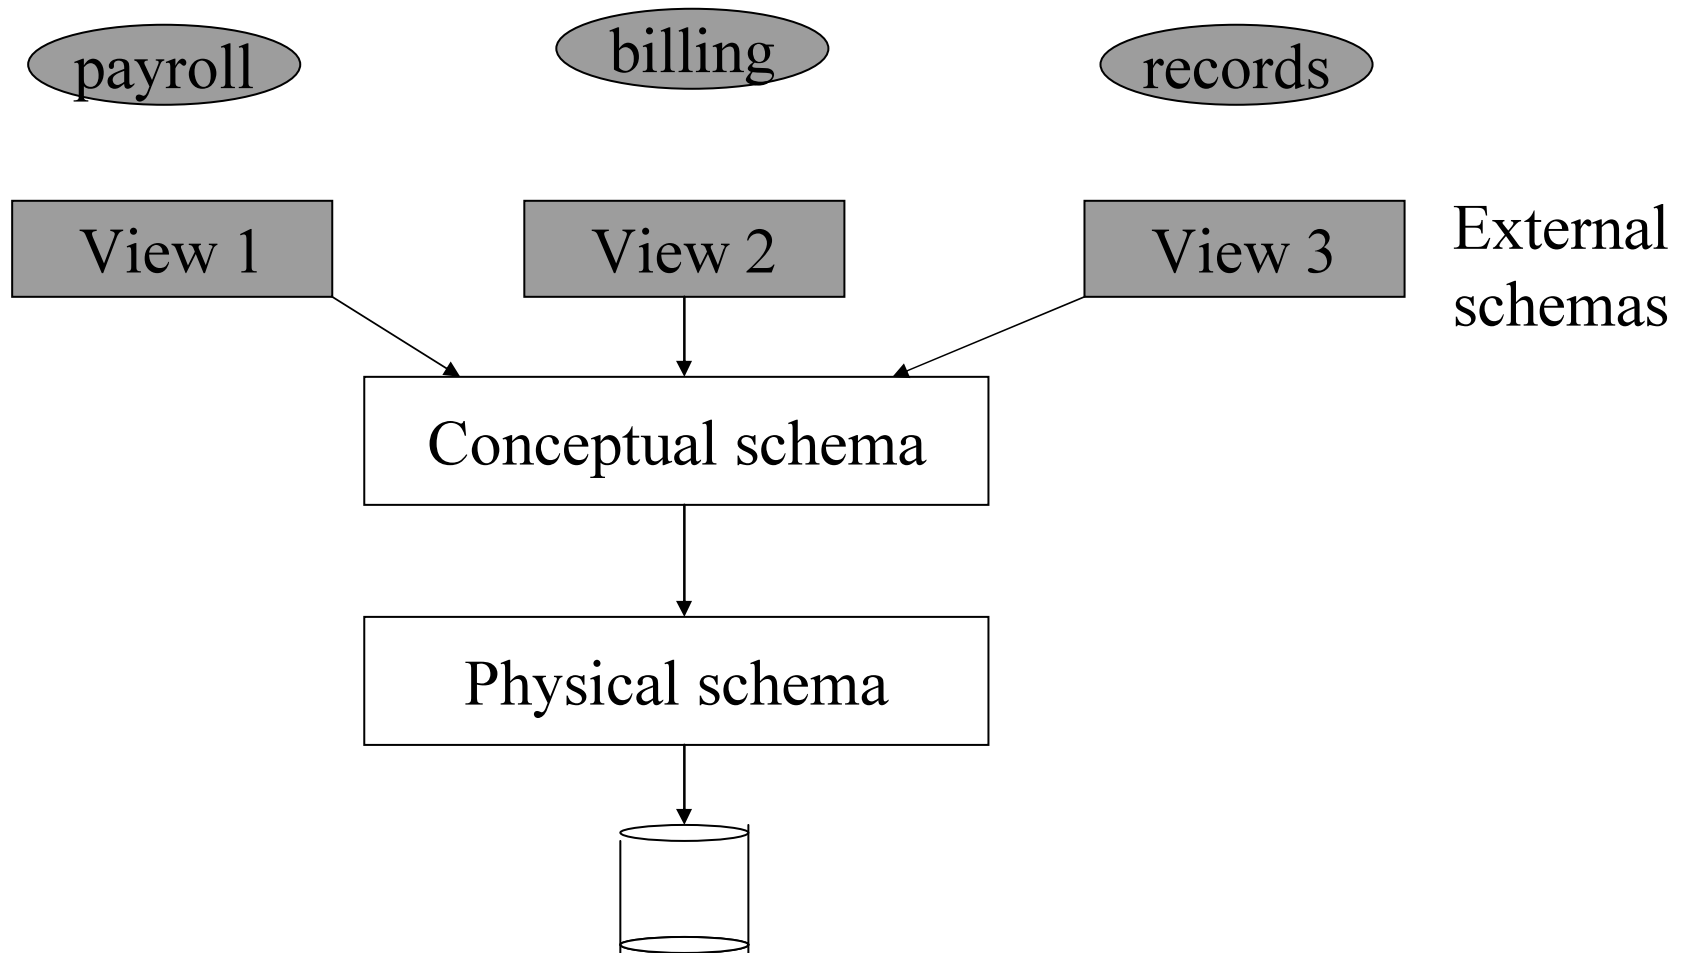 payroll
billing
records
View 1
View 2
View 3
External
schemas
Conceptual schema
Physical schema